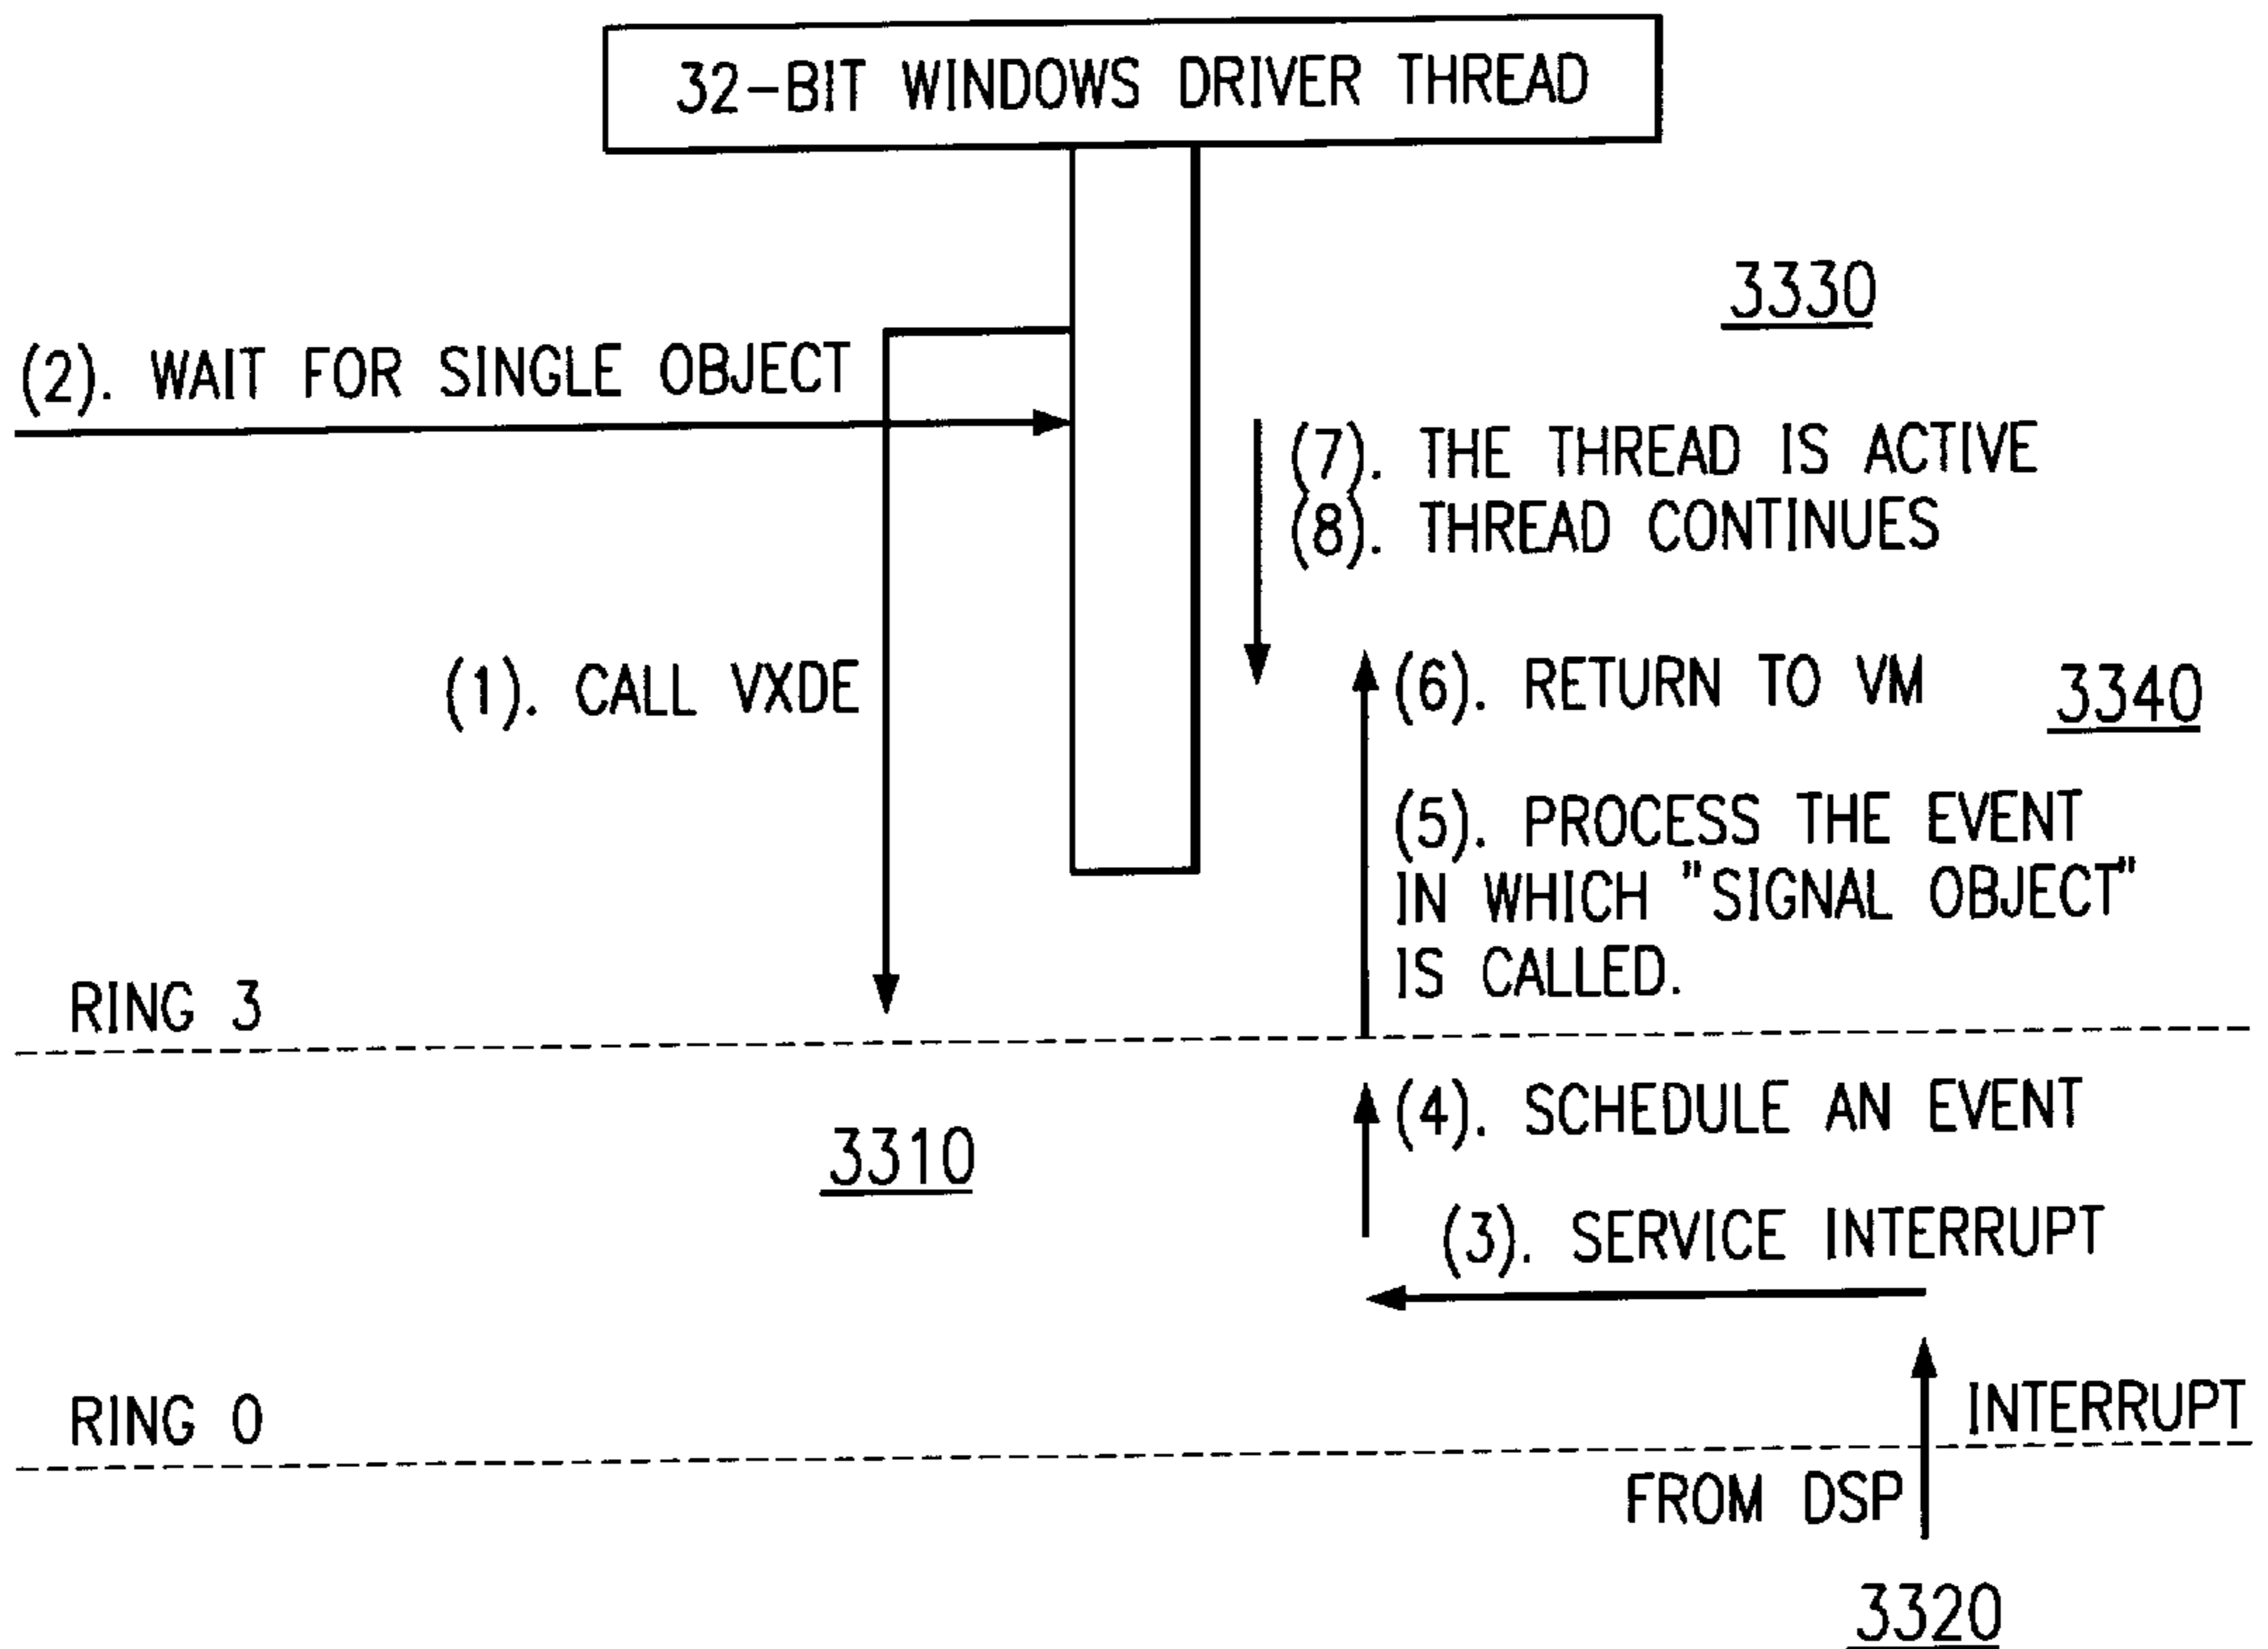 32-BIT WINDOWS DRIVER THREAD
3330
(2). WAIT FOR SINGLE OBJECT
(7). THE THREAD IS ACTIVE
(8). THREAD CONTINUES
(1). CALL VXDE
(6). RETURN TO VM
3340
(5). PROCESS THE EVENT
IN WHICH "SIGNAL OBJECT"
IS CALLED.
RING 3
(4). SCHEDULE AN EVENT
3310
(3). SERVICE INTERRUPT
RING 0
INTERRUPT
FROM DSP
3320